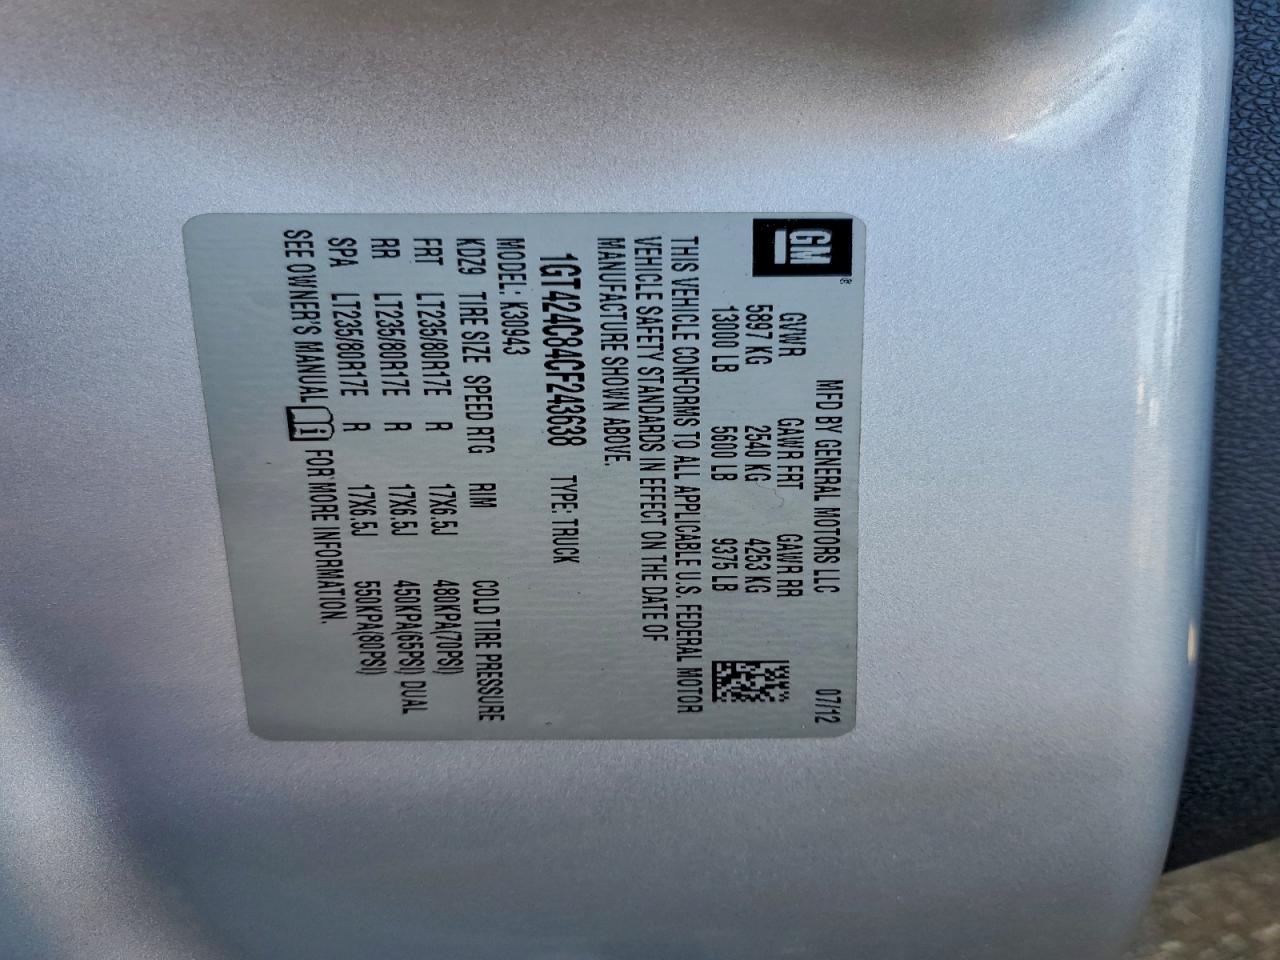 GM
MFD BY GENERAL MOTORS LLC 07/12
GVWR GAWR FRT GAWR RR
5897 KG 2540 KG 4253 KG
13000 LB 5600 LB 9375 LB
THIS VEHICLE CONFORMS TO ALL APPLICABLE U.S. FEDERAL MOTOR
VEHICLE SAFETY STANDARDS IN EFFECT ON THE DATE OF
MANUFACTURE SHOWN ABOVE.
1GT424C84CF243638 TYPE: TRUCK
MODEL: K30943
KDZ9 TIRE SIZE SPEED RTG RIM COLD TIRE PRESSURE
FRT LT235/80R17E R 17X6.5J 480KPA(70PSI)
RR LT235/80R17E R 17X6.5J 450KPA(65PSI) DUAL
SPA LT235/80R17E R 17X6.5J 550KPA(80PSI)
SEE OWNER'S MANUAL FOR MORE INFORMATION.